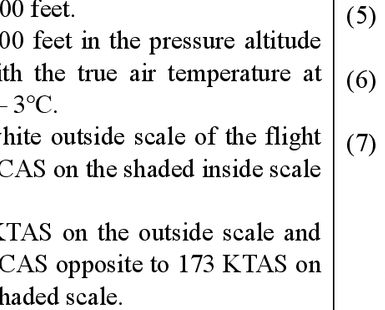 00 feet.
00 feet in the pressure altitude
ith the true air temperature at
– 3°C.
hite outside scale of the flight
CAS on the shaded inside scale
KTAS on the outside scale and
CAS opposite to 173 KTAS on
haded scale.
(5)
(6)
(7)